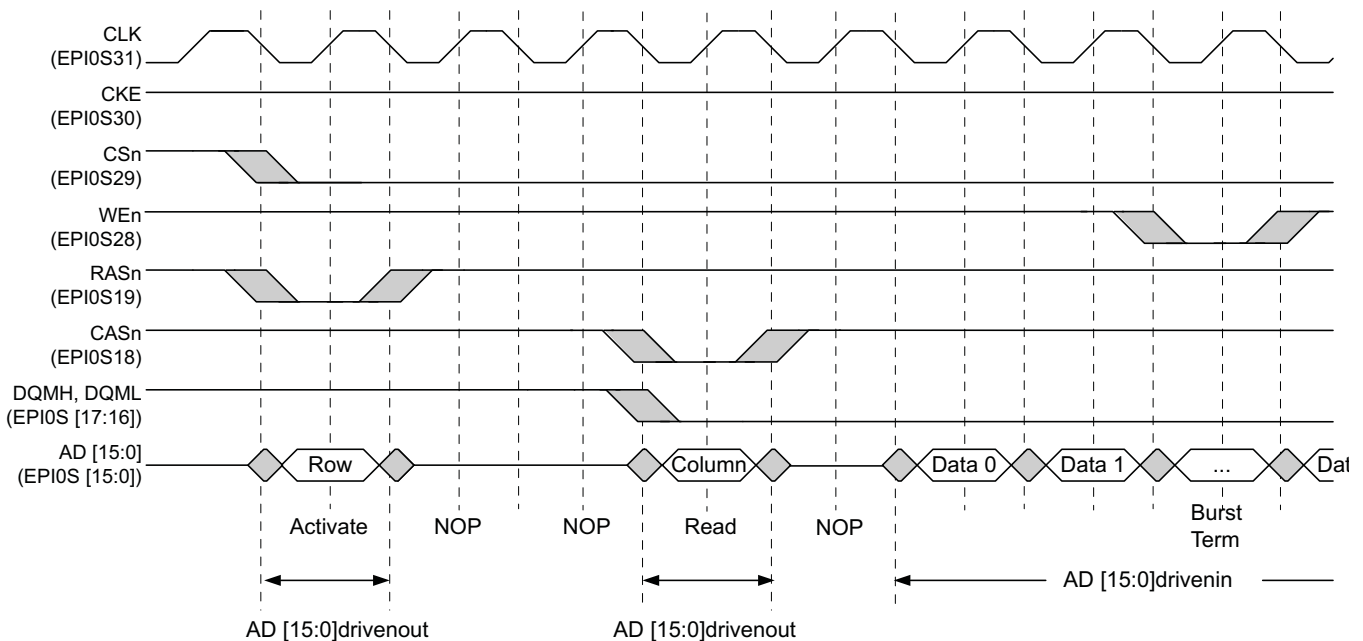 CLK
(EPI0S31)
CKE
(EPI0S30)
CSn
(EPI0S29)
WEn
(EPI0S28)
RASn
(EPI0S19)
CASn
(EPI0S18)
DQMH, DQML
(EPI0S [17:16])
AD [15:0]
(EPI0S [15:0])
Row
Column
Data 0
Data 1
...
Dat
Activate
NOP
NOP
Read
NOP
Burst
Term
AD [15:0]drivenout
AD [15:0]drivenout
AD [15:0]drivenin